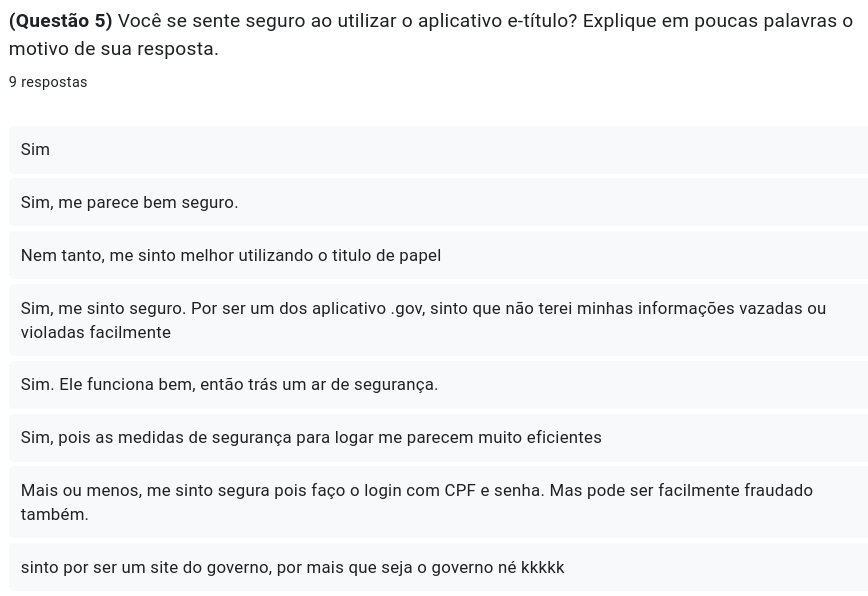 (Questão 5) Você se sente seguro ao utilizar o aplicativo e-título? Explique em poucas palavras o
motivo de sua resposta.
9 respostas
Sim
Sim, me parece bem seguro.
Nem tanto, me sinto melhor utilizando o titulo de papel
Sim, me sinto seguro. Por ser um dos aplicativo .gov, sinto que não terei minhas informações vazadas ou
violadas facilmente
Sim. Ele funciona bem, então trás um ar de segurança.
Sim, pois as medidas de segurança para logar me parecem muito eficientes
Mais ou menos, me sinto segura pois faço o login com CPF e senha. Mas pode ser facilmente fraudado
também.
sinto por ser um site do governo, por mais que seja o governo né kkkkk